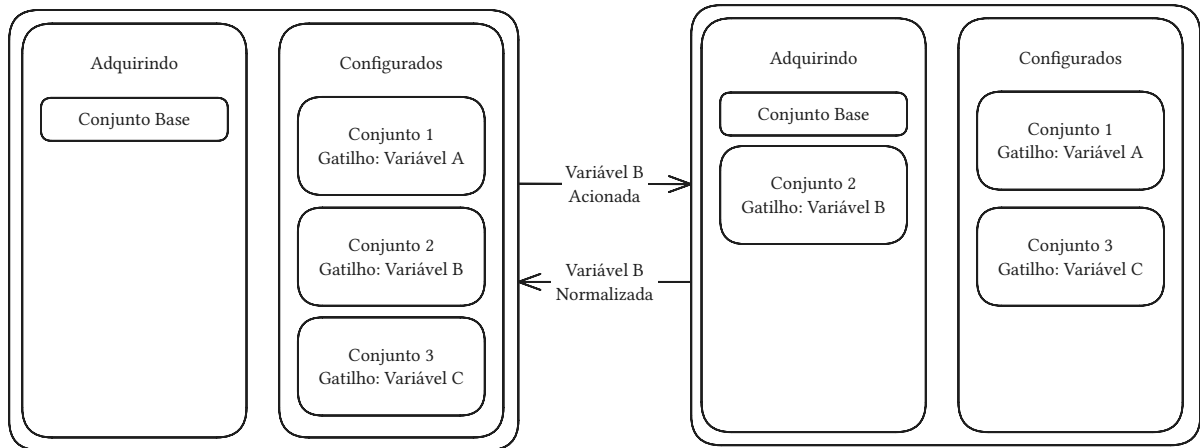 Adquirindo
Conjunto Base
Configurados
Conjunto 1
Gatilho: Variável A
Conjunto 2
Gatilho: Variável B
Conjunto 3
Gatilho: Variável C
Variável B
Acionada
Variável B
Normalizada
Adquirindo
Conjunto Base
Conjunto 2
Gatilho: Variável B
Configurados
Conjunto 1
Gatilho: Variável A
Conjunto 3
Gatilho: Variável C